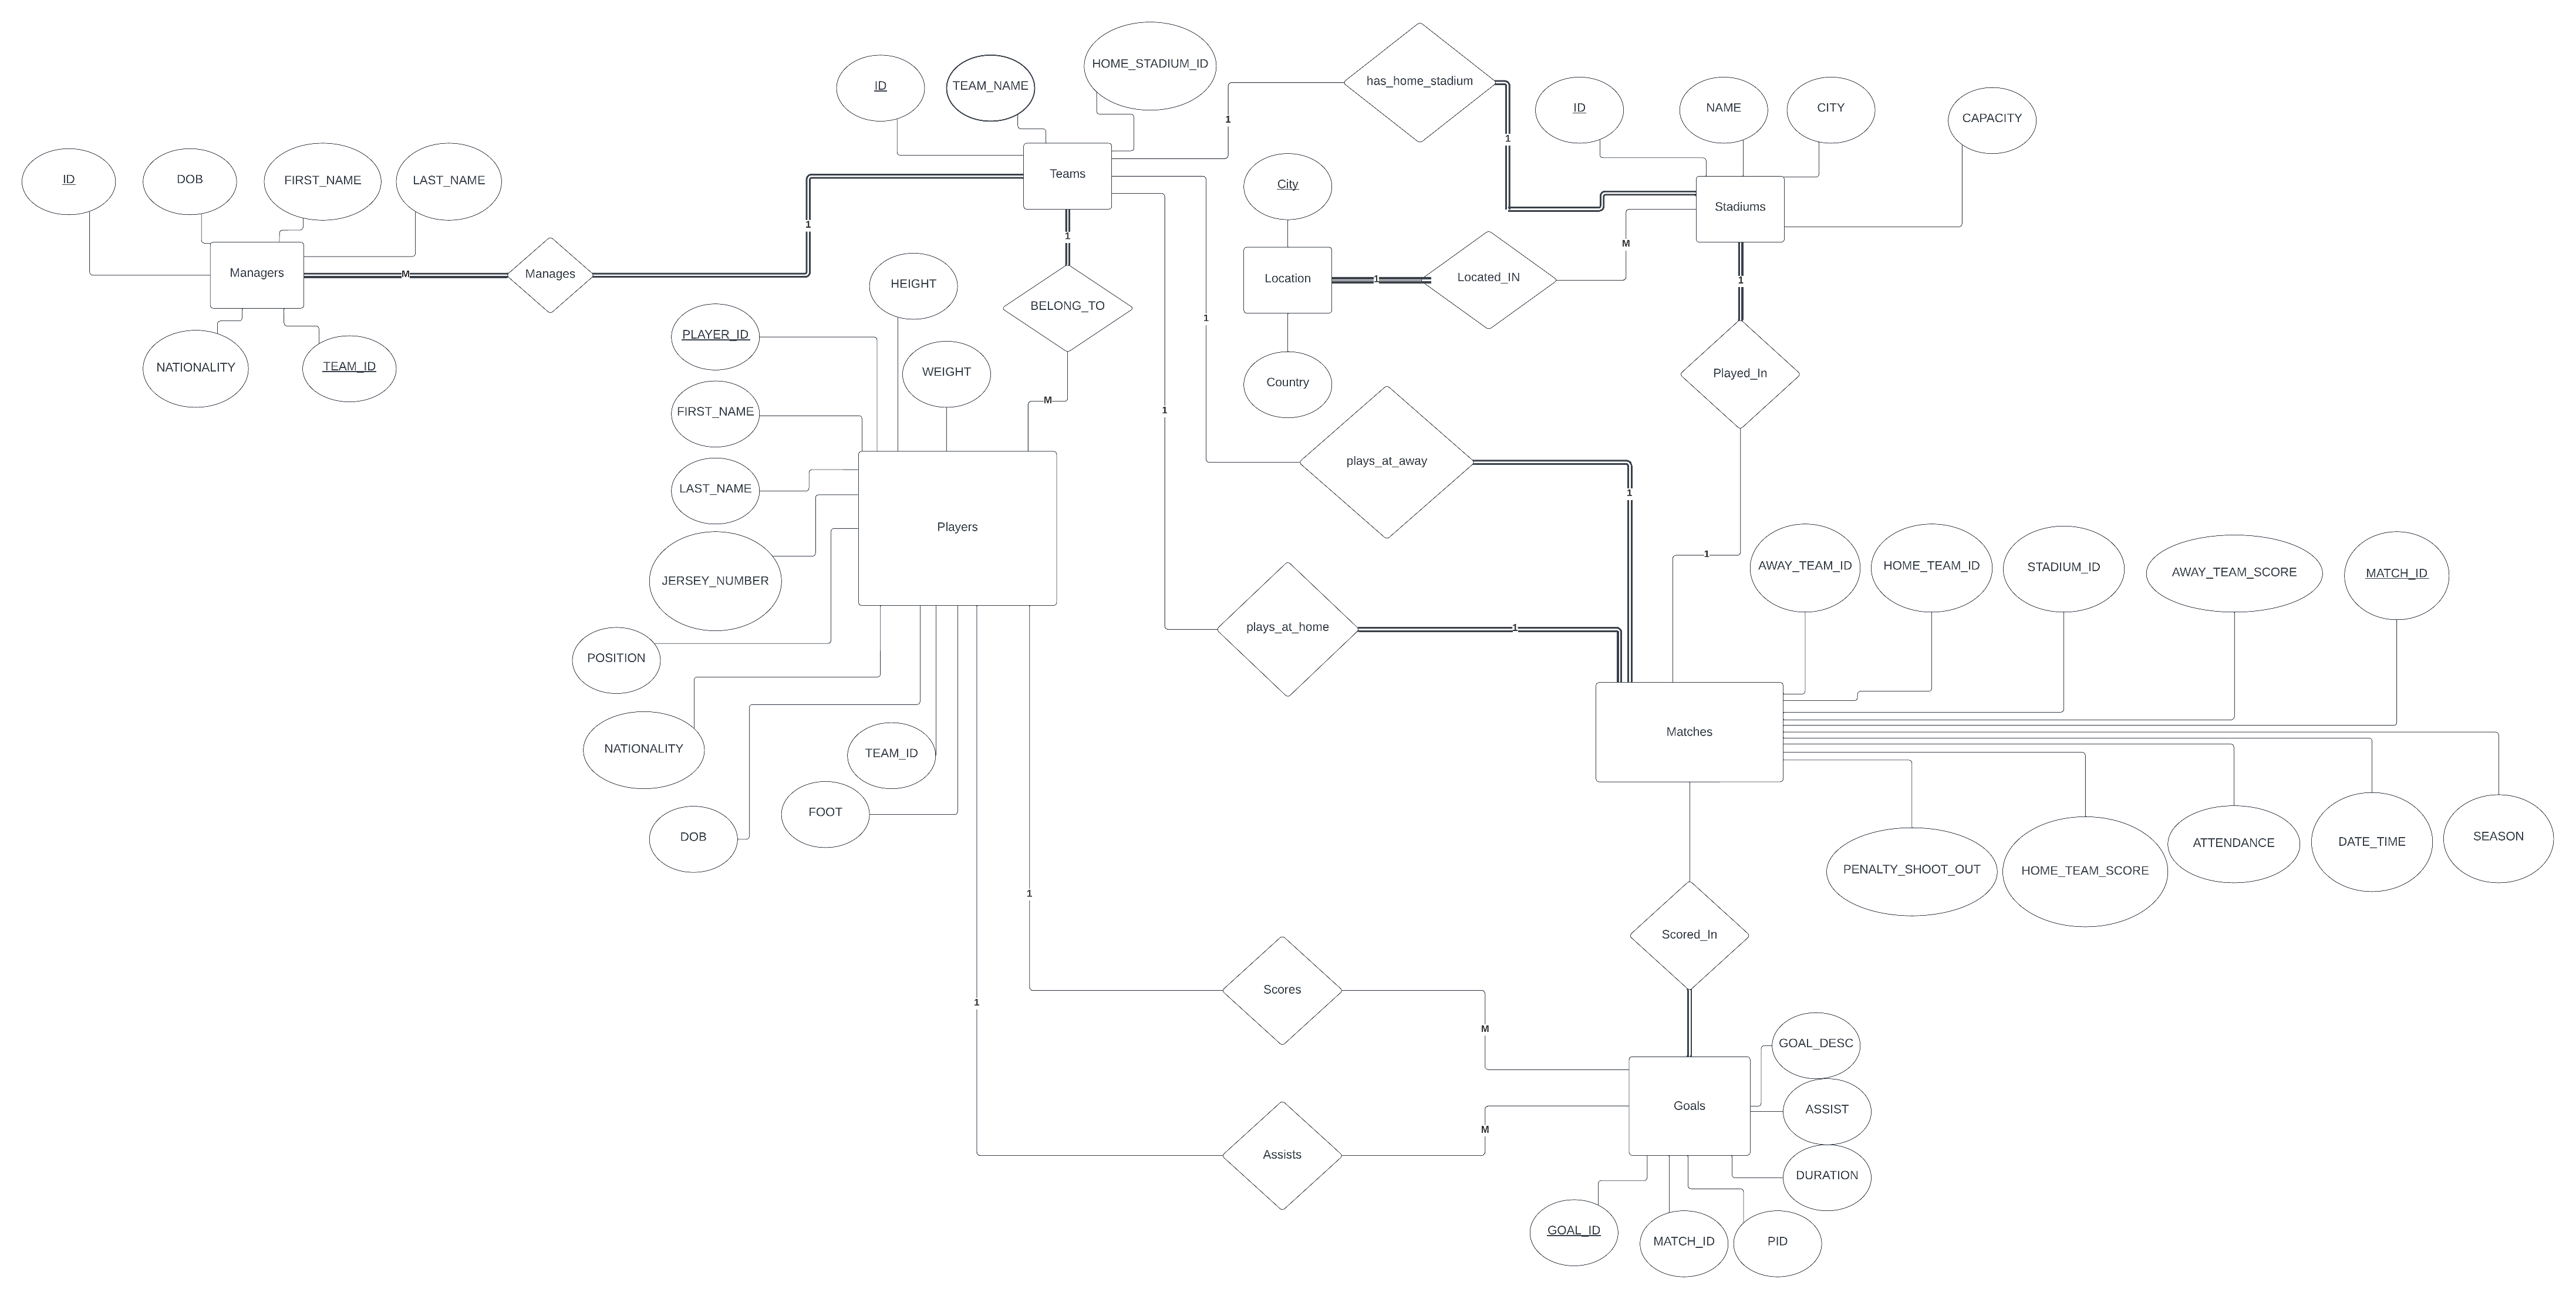 HOME_STADIUM_ID
has_home_stadium
ID
TEAM_NAME
ID
NAME
CITY
CAPACITY
1
1
Teams
ID
DOB
FIRST_NAME
LAST_NAME
City
Stadiums
1
1
M
Managers
M
Manages
HEIGHT
BELONG_TO
Location
1
Located_IN
1
PLAYER_ID
1
NATIONALITY
TEAM_ID
WEIGHT
Country
Played_In
M
FIRST_NAME
1
plays_at_away
LAST_NAME
1
Players
1
JERSEY_NUMBER
AWAY_TEAM_ID
HOME_TEAM_ID
STADIUM_ID
AWAY_TEAM_SCORE
MATCH_ID
plays_at_home
1
POSITION
NATIONALITY
TEAM_ID
Matches
FOOT
DOB
PENALTY_SHOOT_OUT
HOME_TEAM_SCORE
ATTENDANCE
DATE_TIME
SEASON
1
Scored_In
Scores
1
M
GOAL_DESC
Goals
ASSIST
M
Assists
DURATION
GOAL_ID
MATCH_ID
PID